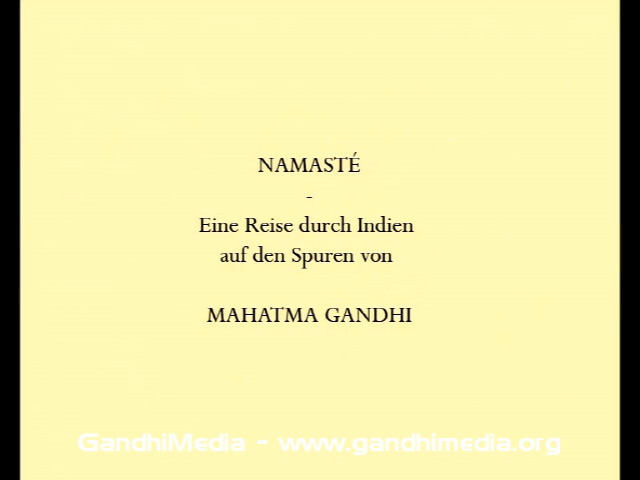 NAMASTÉ
-
Eine Reise durch Indien
auf den Spuren von
MAHATMA GANDHI
GandhiMedia - www.gandhimedia.org